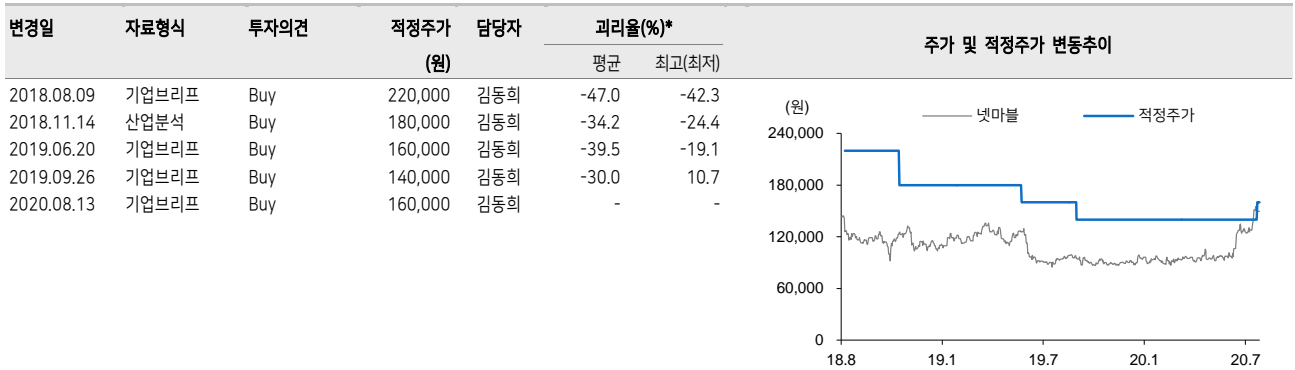 변경일 자료형식 투자의견 적정주가 담당자 괴리율(%)* 주가 및 적정주가 변동추이
(원) 평균 최고(최저)
2018.08.09 기업브리프 Buy 220,000 김동희 -47.0 -42.3
2018.11.14 산업분석 Buy 180,000 김동희 -34.2 -24.4
2019.06.20 기업브리프 Buy 160,000 김동희 -39.5 -19.1
2019.09.26 기업브리프 Buy 140,000 김동희 -30.0 10.7
2020.08.13 기업브리프 Buy 160,000 김동희 - -
(원) 넷마블 적정주가
240,000
180,000
120,000
60,000
0
18.8 19.1 19.7 20.1 20.7